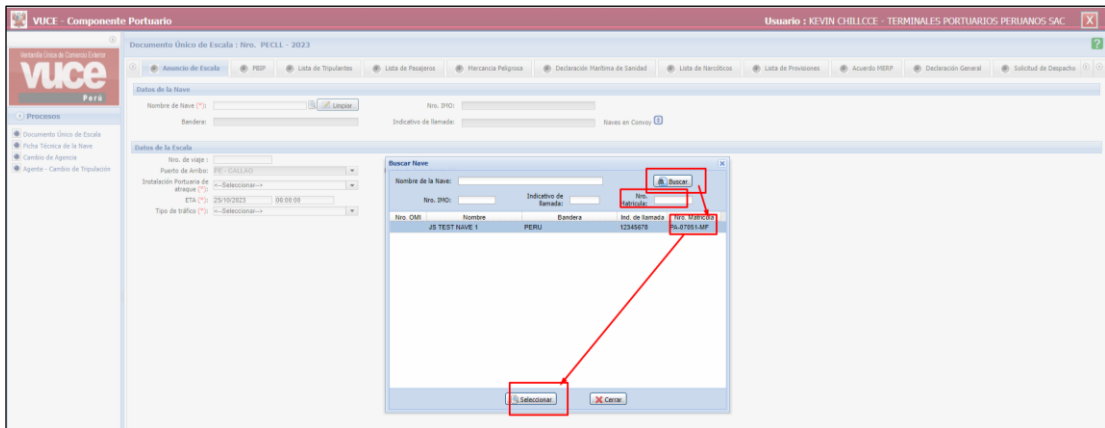 VUCE - Componente Portuario
Usuario : KEVIN CHILLCCE - TERMINALES PORTUARIOS PERUANOS SAC
X
Ventanilla Única de Comercio Exterior
vuce
Perú
Procesos
Documento Único de Escala
Ficha Técnica de la Nave
Cambio de Agencia
Agente - Cambio de Tripulación
Documento Único de Escala : Nro. PECLL - 2023
?
Anuncio de Escala
PBIP
Lista de Tripulantes
Lista de Pasajeros
Mercancía Peligrosa
Declaración Marítima de Sanidad
Lista de Narcóticos
Lista de Provisiones
Acuerdo MERP
Declaración General
Solicitud de Despacho
Datos de la Nave
Nombre de Nave (*):
Limpiar
Nro. IMO:
Bandera:
Indicativo de llamada:
Naves en Convoy
Datos de la Escala
Nro. de viaje :
Puerto de Arribo: PE - CALLAO
Instalación Portuaria de atraque (*): <--Seleccionar-->
ETA (*): 25/10/2023 00:00:00
Tipo de tráfico (*): <--Seleccionar-->
Buscar Nave
Nombre de la Nave:
Buscar
Nro. IMO:
Indicativo de llamada:
Nro. Matrícula:
Nro. OMI Nombre Bandera Ind. de llamada Nro. Matrícula
JS TEST NAVE 1 PERU 12345678 PA-07851-MF
Seleccionar
Cerrar